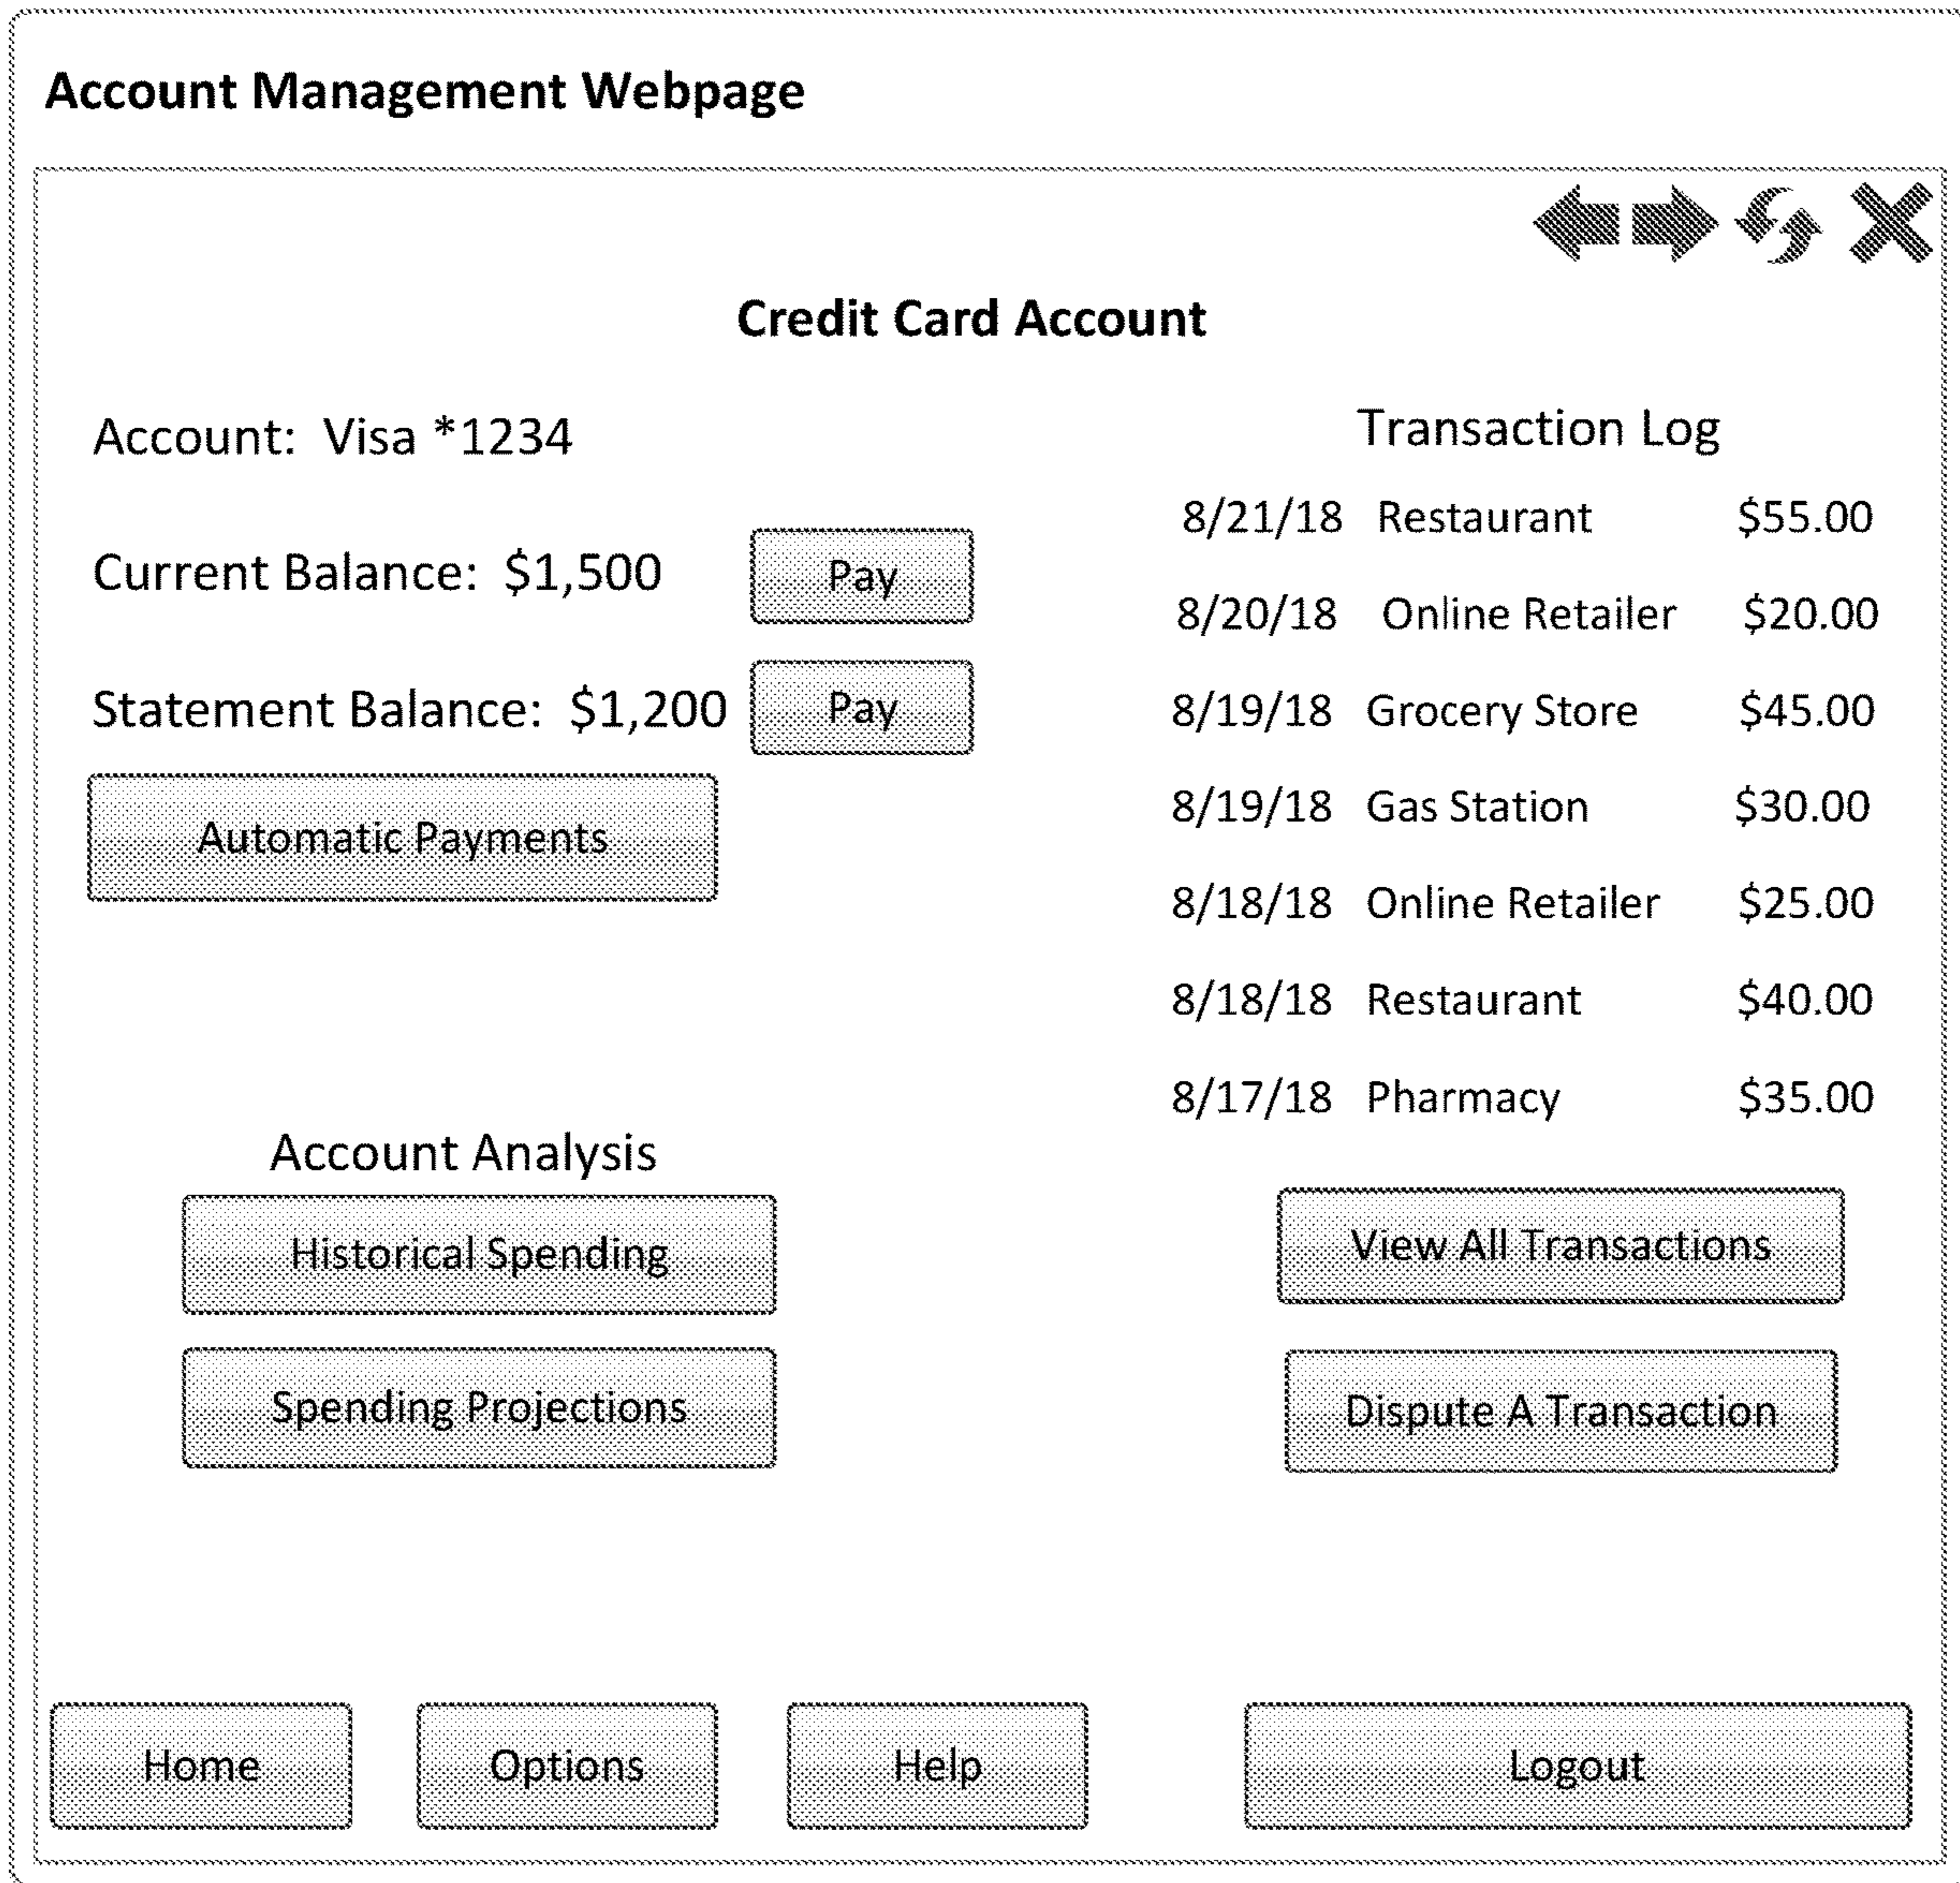 Account Management Webpage
Credit Card Account
Account: Visa *1234
Current Balance: $1,500 Pay
Statement Balance: $1,200 Pay
Automatic Payments
Transaction Log
8/21/18 Restaurant $55.00
8/20/18 Online Retailer $20.00
8/19/18 Grocery Store $45.00
8/19/18 Gas Station $30.00
8/18/18 Online Retailer $25.00
8/18/18 Restaurant $40.00
8/17/18 Pharmacy $35.00
Account Analysis
Historical Spending
Spending Projections
View All Transactions
Dispute A Transaction
Home Options Help Logout